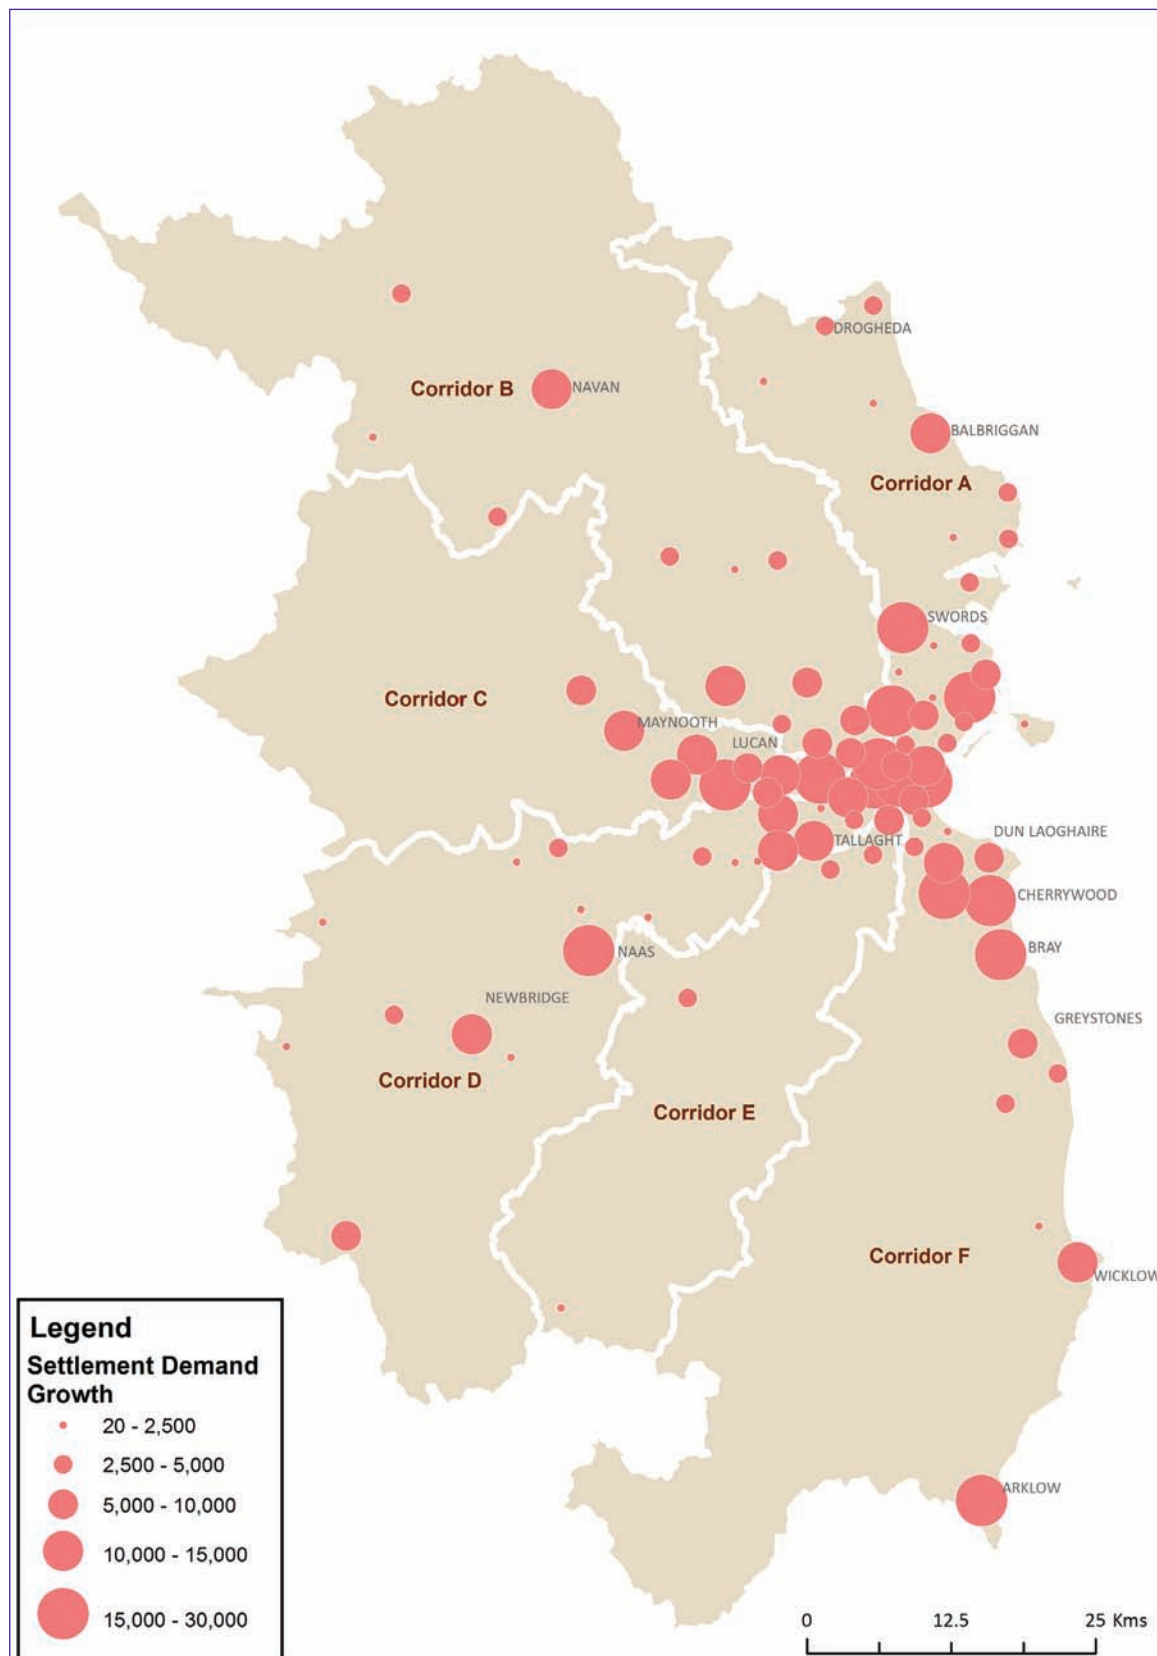 DROGHEDA
Corridor B
NAVAN
BALBRIGGAN
Corridor A
SWORDS
Corridor C
MAYNOOTH
LUCAN
DUN LAOGHAIRE
TALLAGHT
CHERRYWOOD
BRAY
NAAS
NEWBRIDGE
GREYSTONES
Corridor D
Corridor E
Corridor F
WICKLOW
ARKLOW
Legend
Settlement Demand
Growth
20 - 2,500
2,500 - 5,000
5,000 - 10,000
10,000 - 15,000
15,000 - 30,000
0 12.5 25 Kms